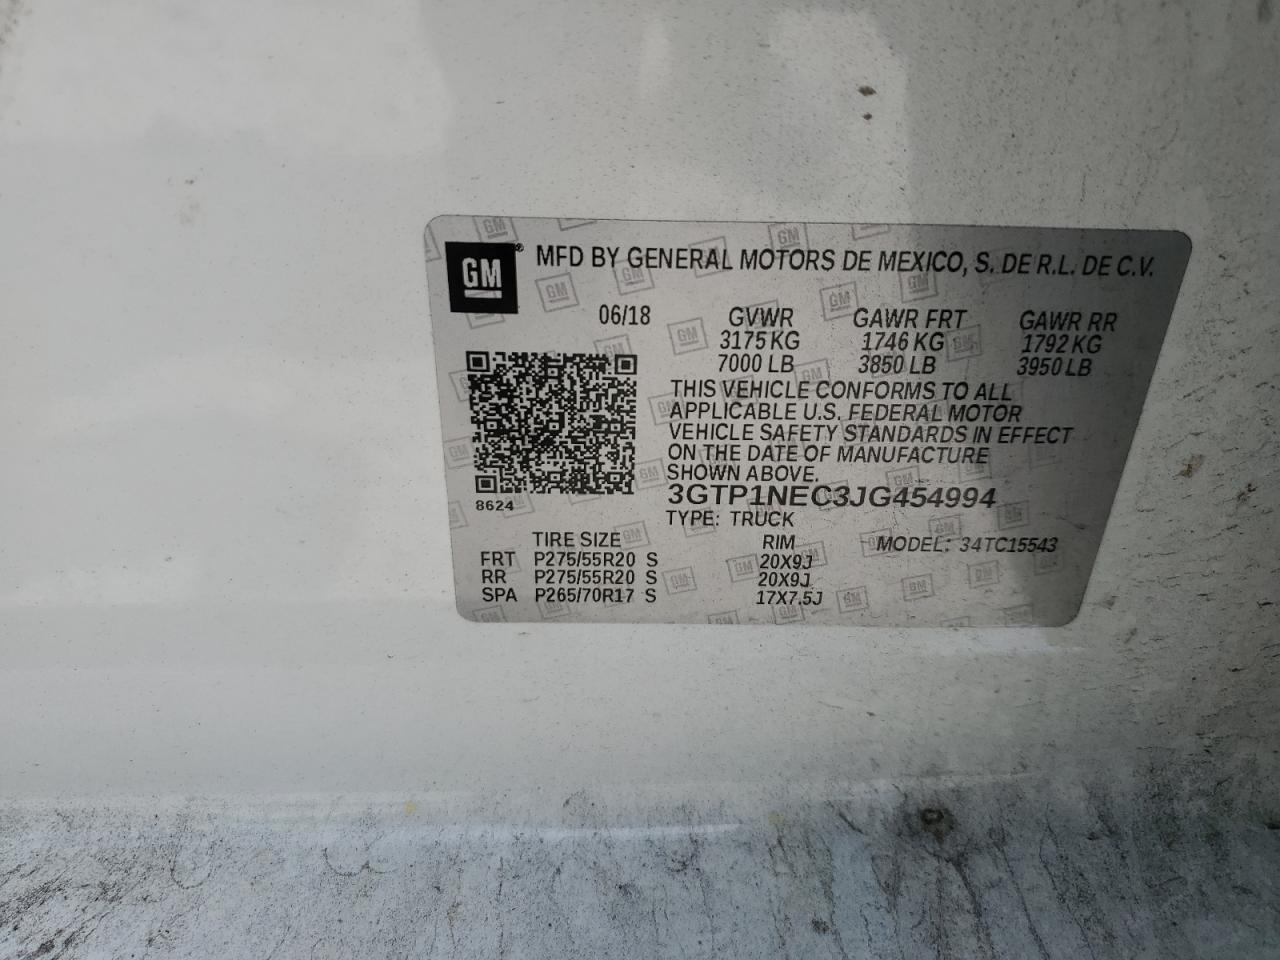 GM® MFD BY GENERAL MOTORS DE MEXICO, S. DE R.L. DE C.V.
06/18 GVWR GAWR FRT GAWR RR
3175 KG 1746 KG 1792 KG
7000 LB 3850 LB 3950 LB
THIS VEHICLE CONFORMS TO ALL
APPLICABLE U.S. FEDERAL MOTOR
VEHICLE SAFETY STANDARDS IN EFFECT
ON THE DATE OF MANUFACTURE
SHOWN ABOVE.
3GTP1NEC3JG454994
8624
TYPE: TRUCK
TIRE SIZE RIM MODEL: 34TC15543
FRT P275/55R20 S 20X9J
RR P275/55R20 S 20X9J
SPA P265/70R17 S 17X7.5J